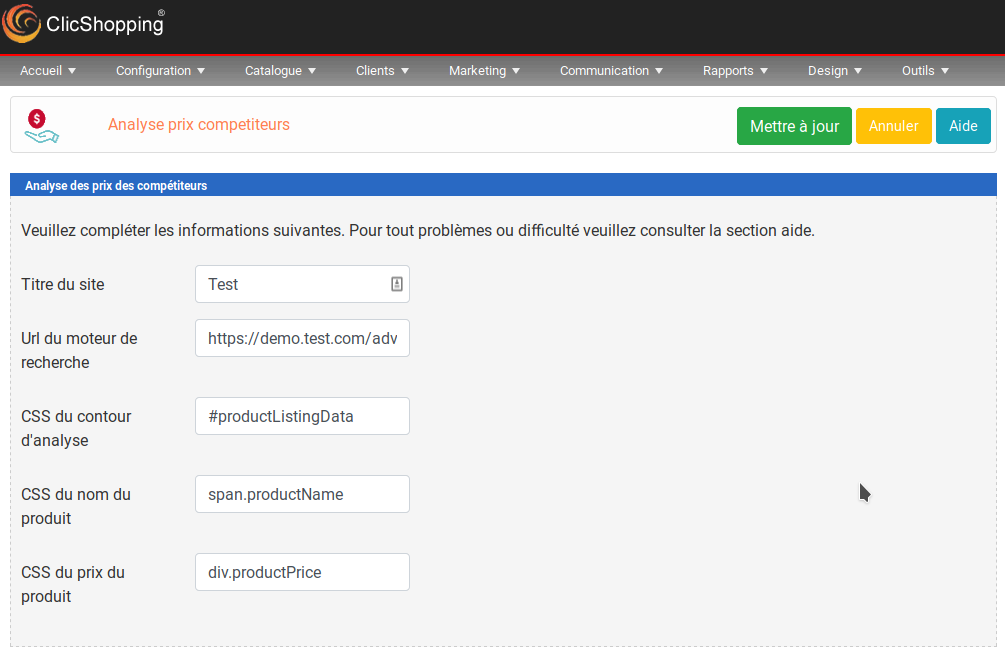 ClicShopping®
Accueil ▼ Configuration ▼ Catalogue ▼ Clients ▼ Marketing ▼ Communication ▼ Rapports ▼ Design ▼ Outils ▼
$
Analyse prix competiteurs
Mettre à jour Annuler Aide
Analyse des prix des compétiteurs
Veuillez compléter les informations suivantes. Pour tout problèmes ou difficulté veuillez consulter la section aide.
Titre du site Test
Url du moteur de
recherche
https://demo.test.com/adv
CSS du contour
d'analyse
#productListingData
CSS du nom du
produit
span.productName
CSS du prix du
produit
div.productPrice